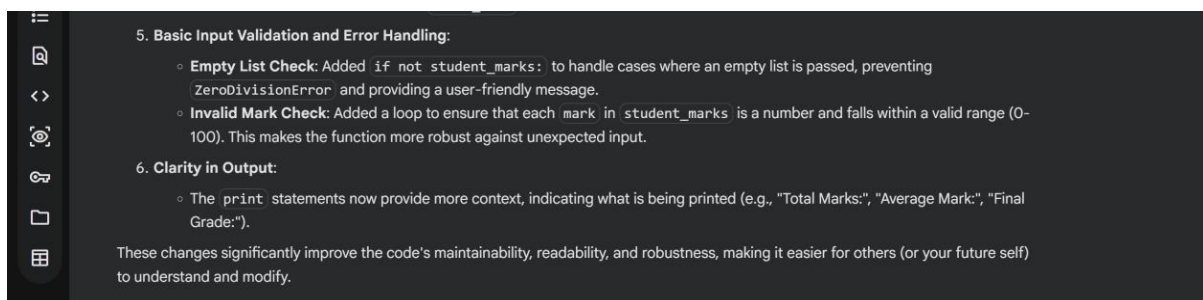 5. Basic Input Validation and Error Handling:
◦ Empty List Check: Added if not student_marks: to handle cases where an empty list is passed, preventing
ZeroDivisionError and providing a user-friendly message.
◦ Invalid Mark Check: Added a loop to ensure that each mark in student_marks is a number and falls within a valid range (0-
100). This makes the function more robust against unexpected input.
6. Clarity in Output:
◦ The print statements now provide more context, indicating what is being printed (e.g., "Total Marks:", "Average Mark:", "Final
Grade:").
These changes significantly improve the code's maintainability, readability, and robustness, making it easier for others (or your future self)
to understand and modify.